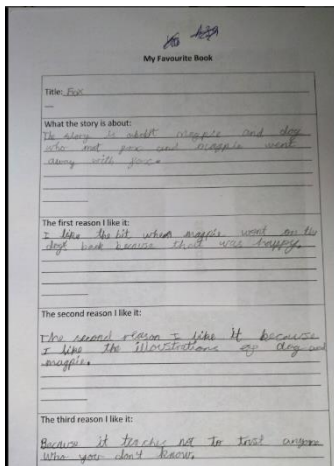 My Favourite Book
Title: Fox
What the story is about:
The story is about magpie and dog
who met fox and magpie went
away with fox.
The first reason I like it:
I like the bit when magpie went on the
dogs back because that was happy.
The second reason I like it:
The second reason I like it because
I like the illustrations of dog and
magpie.
The third reason I like it:
Because it teaches not to trust anyone
who you don't know.